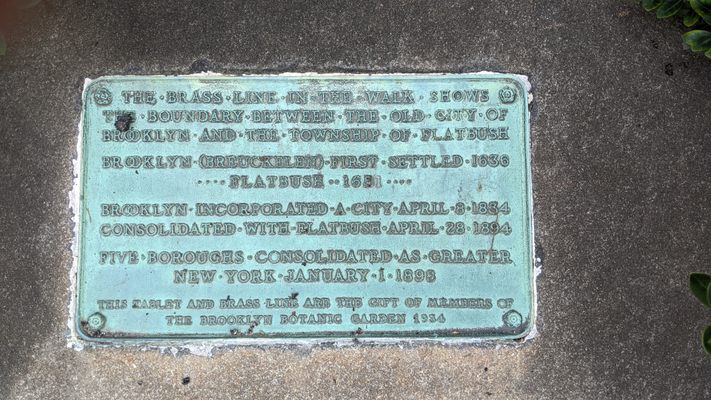 THE · BRASS · LINE · IN · THE · WALK · SHOWS
THE · BOUNDARY · BETWEEN · THE · OLD · CITY · OF
BROOKLYN · AND · THE · TOWNSHIP · OF · FLATBUSH
BROOKLYN · (BREUCKELEN) · FIRST · SETTLED · 1636
···· FLATBUSH ·· 1651 ····
BROOKLYN · INCORPORATED · A · CITY · APRIL · 8 · 1834
CONSOLIDATED · WITH · FLATBUSH · APRIL · 28 · 1894
FIVE · BOROUGHS · CONSOLIDATED · AS · GREATER
NEW · YORK · JANUARY · 1 · 1898
THIS TABLET AND BRASS LINE ARE THE GIFT OF MEMBERS OF
THE BROOKLYN BOTANIC GARDEN 1934